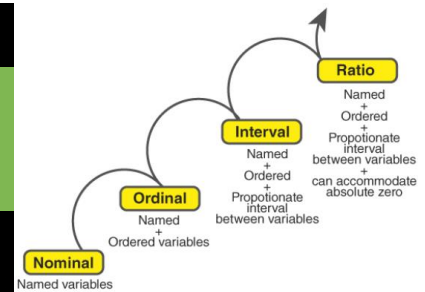 Ratio
Named
+
Ordered
+
Propotionate
interval
between variables
+
can accommodate
absolute zero
Interval
Named
+
Ordered
+
Propotionate
interval
between variables
Ordinal
Named
+
Ordered variables
Nominal
Named variables